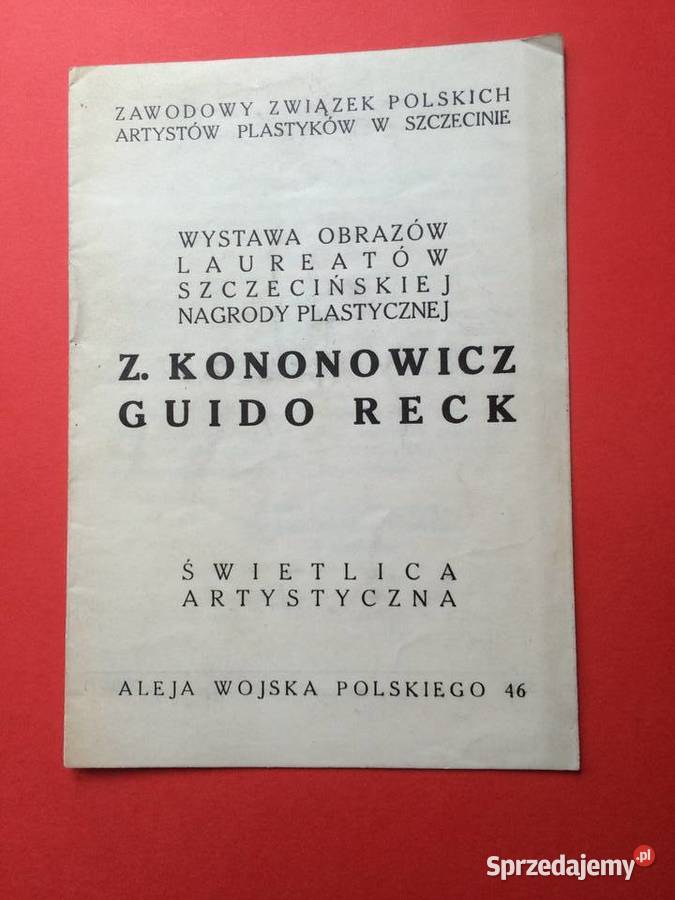 ZAWODOWY ZWIĄZEK POLSKICH
ARTYSTÓW PLASTYKÓW W SZCZECINIE
WYSTAWA OBRAZÓW
LAUREATÓW
SZCZECIŃSKIEJ
NAGRODY PLASTYCZNEJ
Z. KONONOWICZ
GUIDO RECK
ŚWIETLICA
ARTYSTYCZNA
ALEJA WOJSKA POLSKIEGO 46
Sprzedajemy.pl